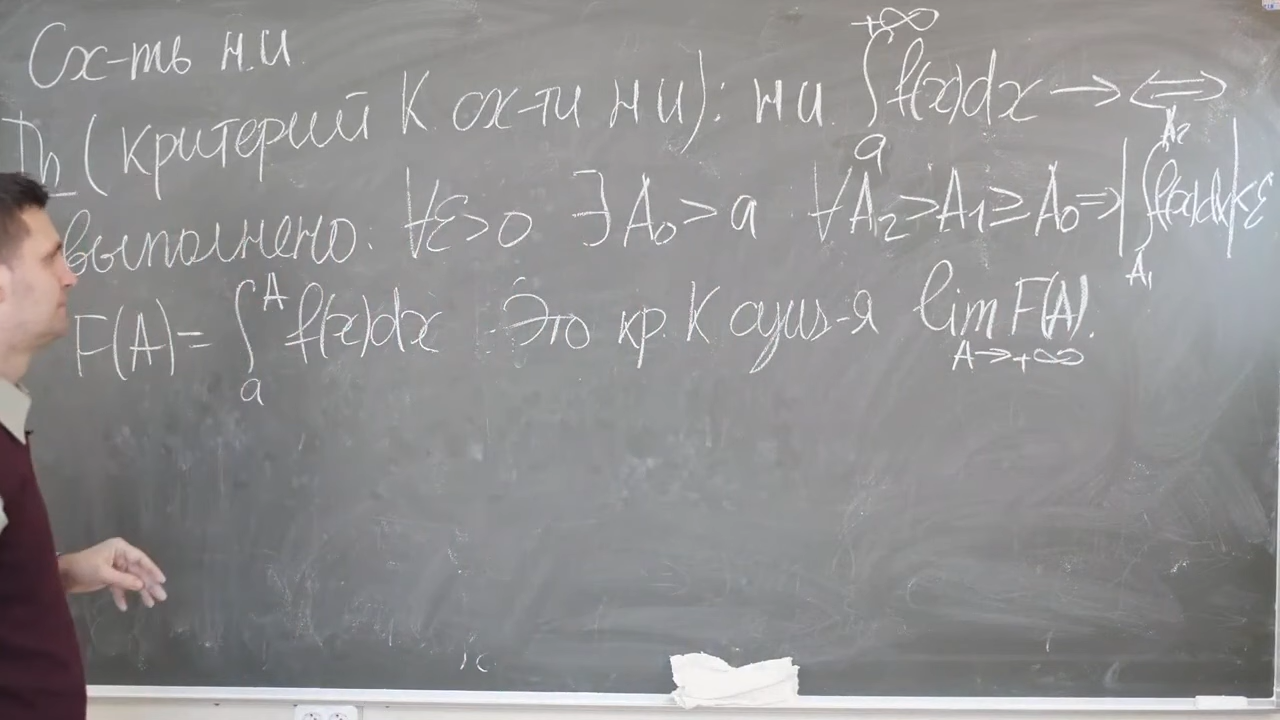 Сх-ть н.и.
Th (критерий К. сх-ти н и): н и. ∫_a^{+∞} f(x)dx → ⟺
выполнено: ∀ε>0 ∃ A₀ > a ∀ A₂>A₁≥A₀ ⇒ |∫_{A₁}^{A₂} f(x)dx|<ε
F(A)= ∫_a^A f(x)dx . Это кр. К сущ-я lim_{A→+∞} F(A).